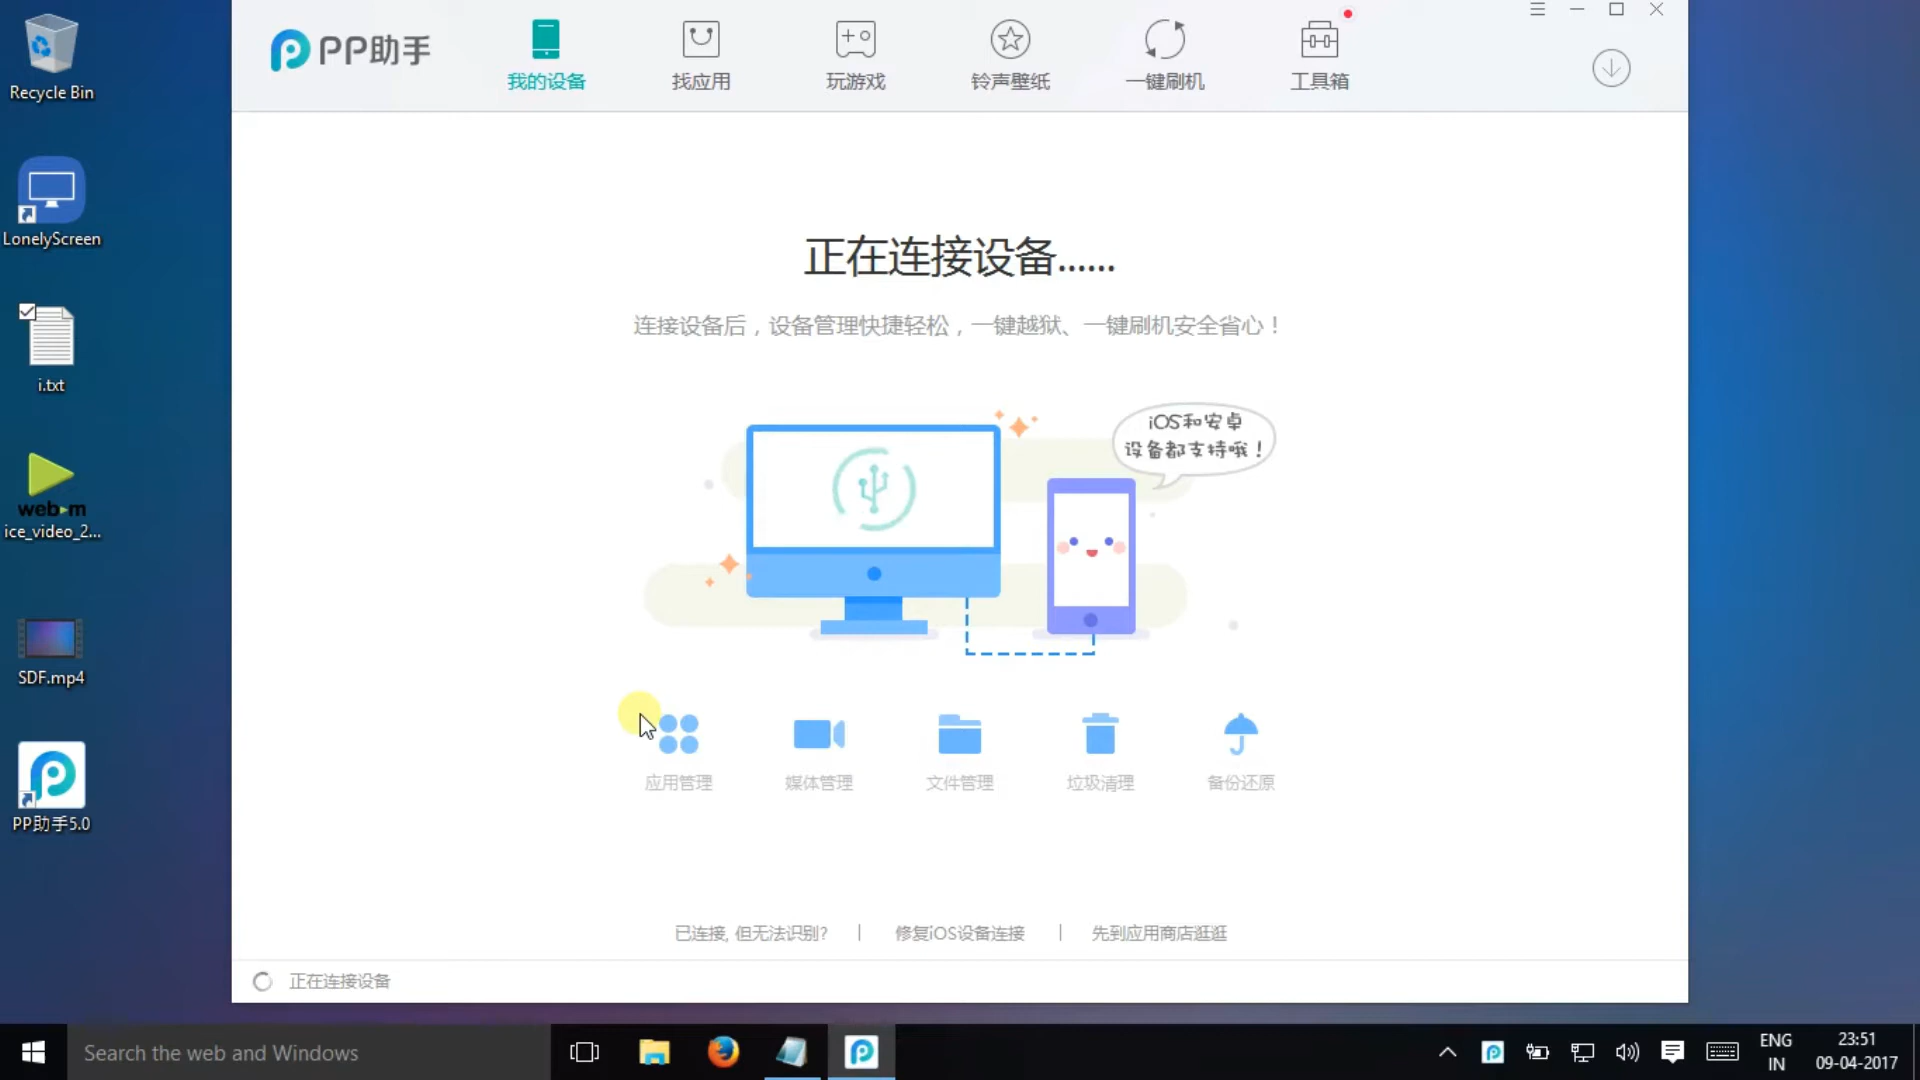 Recycle Bin
LonelyScreen
i.txt
web m
ice_video_2...
SDF.mp4
PP助手5.0
PP助手
我的设备
找应用
玩游戏
铃声壁纸
一键刷机
工具箱
正在连接设备......
连接设备后，设备管理快捷轻松，一键越狱、一键刷机安全省心！
iOS和安卓
设备都支持哦！
应用管理
媒体管理
文件管理
垃圾清理
备份还原
已连接, 但无法识别?
修复iOS设备连接
先到应用商店逛逛
正在连接设备
Search the web and Windows
ENG
IN
23:51
09-04-2017